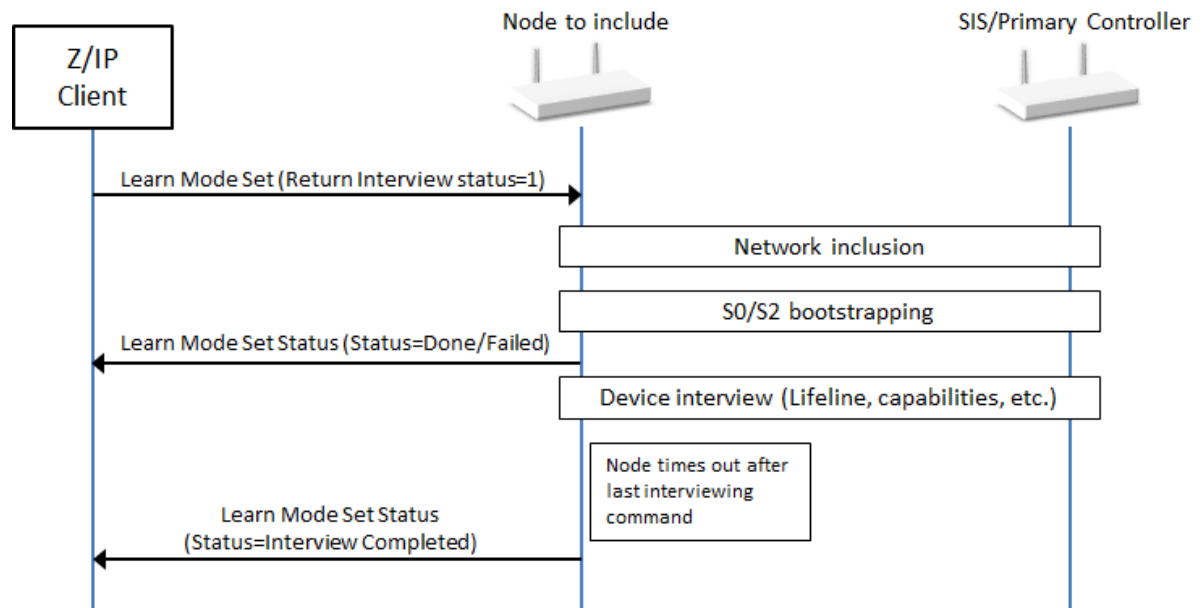 Node to include
SIS/Primary Controller
Z/IP
Client
Learn Mode Set (Return Interview status=1)
Network inclusion
S0/S2 bootstrapping
Learn Mode Set Status (Status=Done/Failed)
Device interview (Lifeline, capabilities, etc.)
Node times out after
last interviewing
command
Learn Mode Set Status
(Status=Interview Completed)